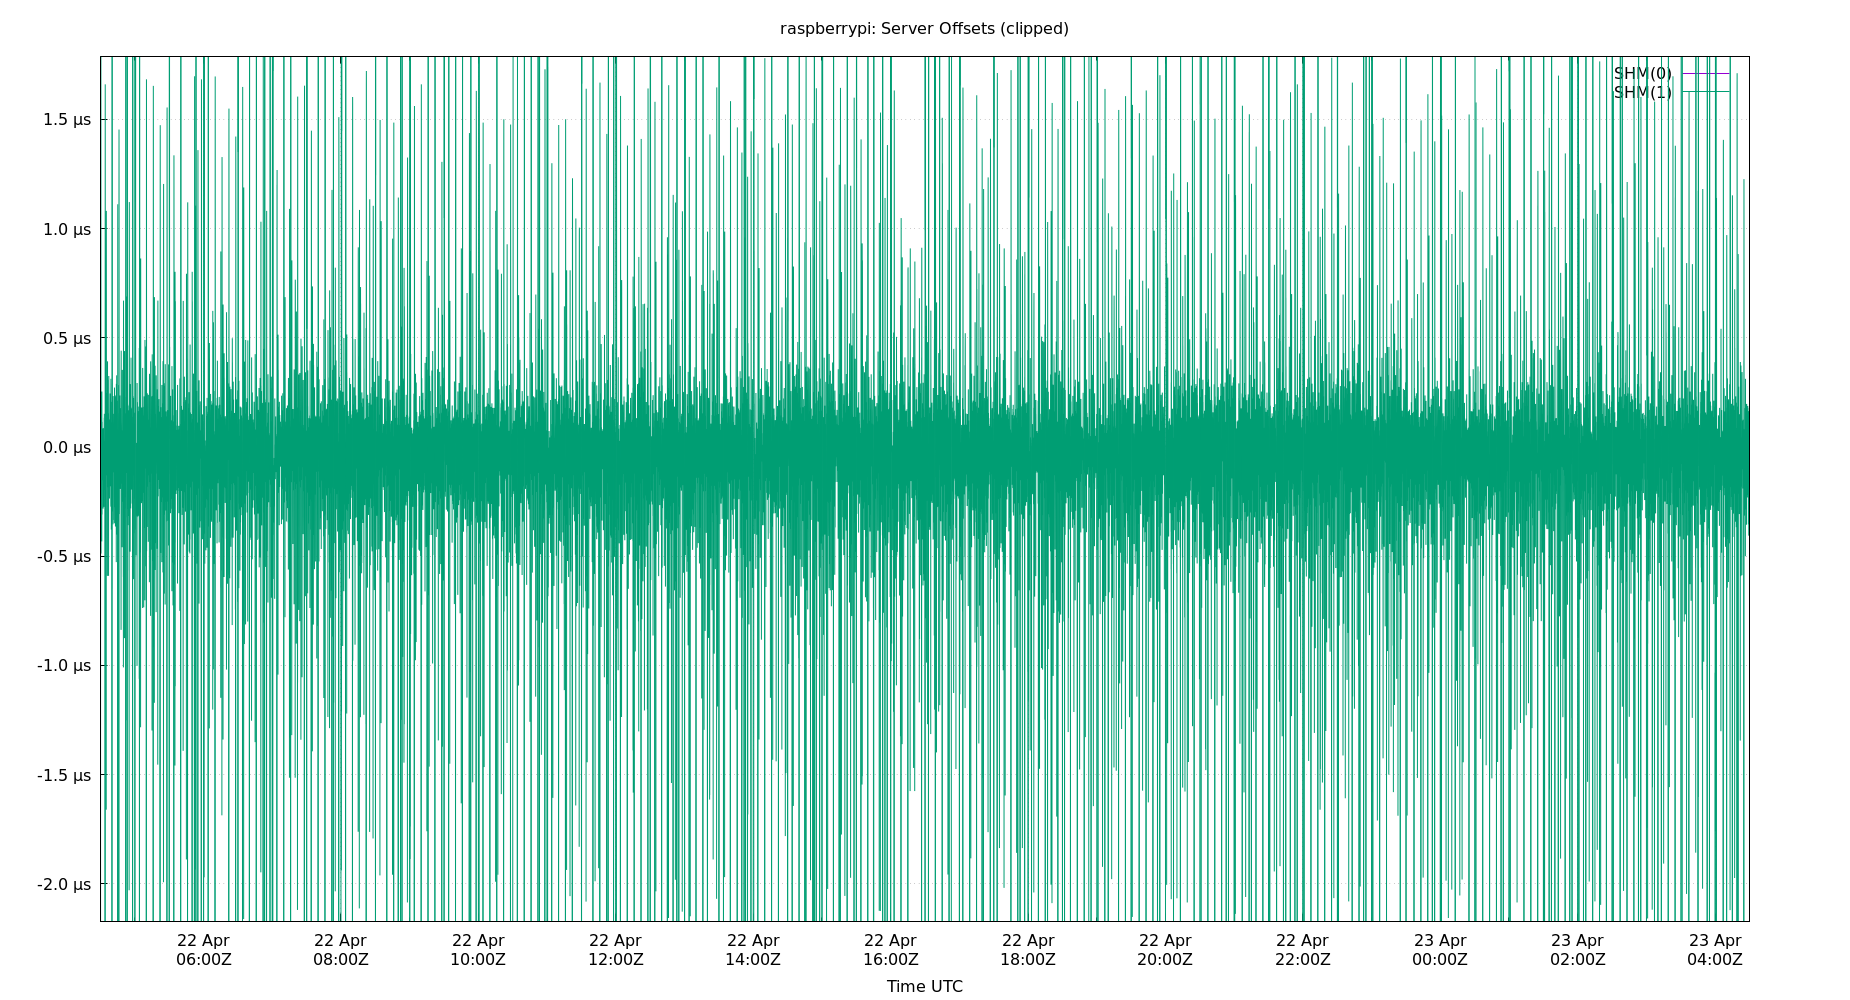 raspberrypi: Server Offsets (clipped)
SHM(0)
SHM(1)
1.5 µs
1.0 µs
0.5 µs
0.0 µs
-0.5 µs
-1.0 µs
-1.5 µs
-2.0 µs
22 Apr 22 Apr 22 Apr 22 Apr 22 Apr 22 Apr 22 Apr 22 Apr 22 Apr 23 Apr 23 Apr 23 Apr
06:00Z 08:00Z 10:00Z 12:00Z 14:00Z 16:00Z 18:00Z 20:00Z 22:00Z 00:00Z 02:00Z 04:00Z
Time UTC